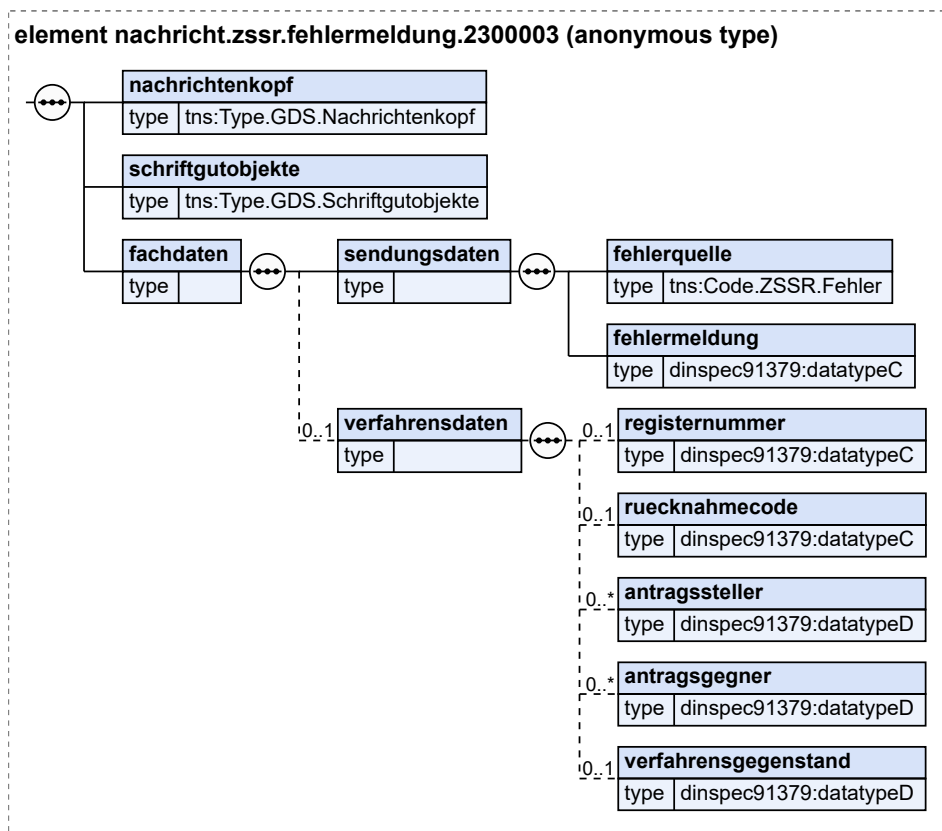 element nachricht.zssr.fehlermeldung.2300003 (anonymous type)
nachrichtenkopf
type tns:Type.GDS.Nachrichtenkopf
schriftgutobjekte
type tns:Type.GDS.Schriftgutobjekte
fachdaten
type
sendungsdaten
type
fehlerquelle
type tns:Code.ZSSR.Fehler
fehlermeldung
type dinspec91379:datatypeC
0..1
verfahrensdaten
type
0..1
registernummer
type dinspec91379:datatypeC
0..1
ruecknahmecode
type dinspec91379:datatypeC
0..*
antragssteller
type dinspec91379:datatypeD
0..*
antragsgegner
type dinspec91379:datatypeD
0..1
verfahrensgegenstand
type dinspec91379:datatypeD